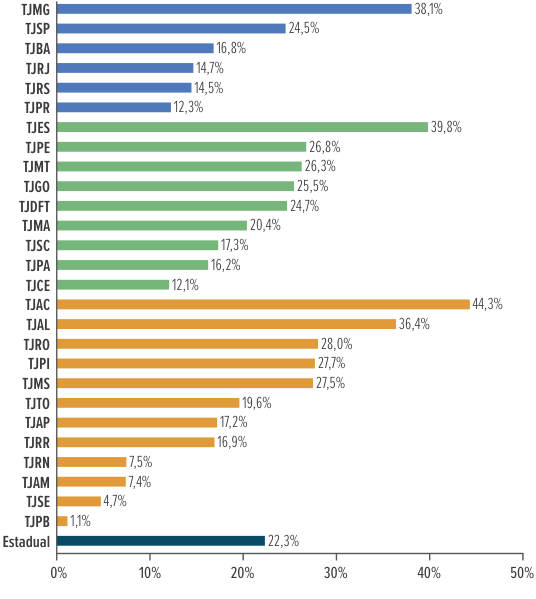 TJMG 38,1%
TJSP 24,5%
TJBA 16,8%
TJRJ 14,7%
TJRS 14,5%
TJPR 12,3%
TJES 39,8%
TJPE 26,8%
TJMT 26,3%
TJGO 25,5%
TJDFT 24,7%
TJMA 20,4%
TJSC 17,3%
TJPA 16,2%
TJCE 12,1%
TJAC 44,3%
TJAL 36,4%
TJRO 28,0%
TJPI 27,7%
TJMS 27,5%
TJTO 19,6%
TJAP 17,2%
TJRR 16,9%
TJRN 7,5%
TJAM 7,4%
TJSE 4,7%
TJPB 1,1%
Estadual 22,3%
0% 10% 20% 30% 40% 50%